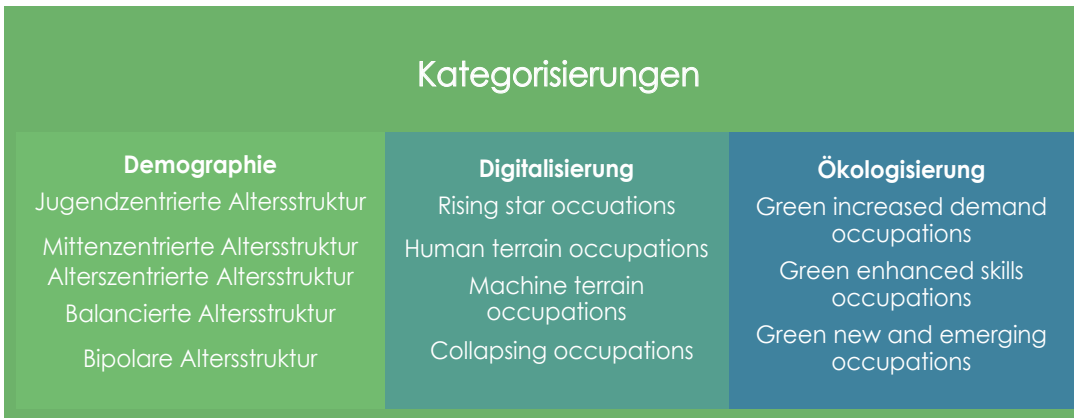 Kategorisierungen
Demographie
Jugendzentrierte Altersstruktur
Mittenzentrierte Altersstruktur
Alterszentrierte Altersstruktur
Balancierte Altersstruktur
Bipolare Altersstruktur
Digitalisierung
Rising star occuations
Human terrain occupations
Machine terrain
occupations
Collapsing occupations
Ökologisierung
Green increased demand
occupations
Green enhanced skills
occupations
Green new and emerging
occupations